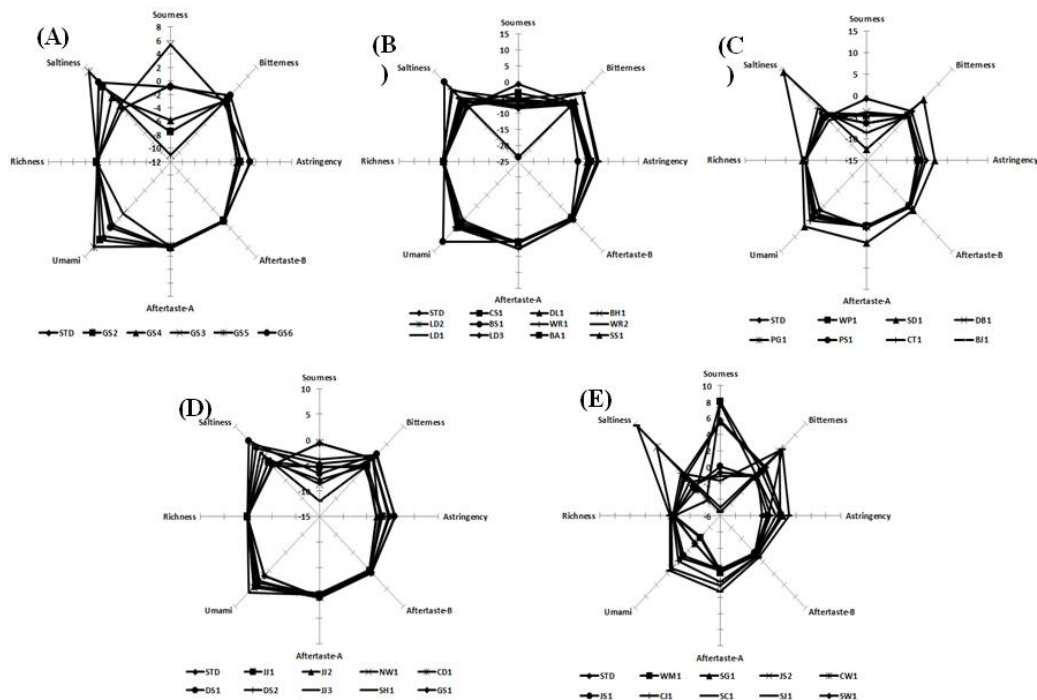 (A)
Sourness
8
6
4
2
0
-2
-4
-6
-8
-10
-12
Saltiness
Bitterness
Richness
Astringency
Umami
Aftertaste-B
Aftertaste-A
STD GS2 GS4 GS3 GS5 GS6
(B
)
Sourness
15
10
5
0
-5
-10
-15
-20
-25
Saltiness
Bitterness
Richness
Astringency
Umami
Aftertaste-B
Aftertaste-A
STD CS1 DL1 BH1
LD2 BS1 WR1 WR2
LD1 LD3 BA1 SS1
(C
)
Sourness
15
10
5
0
-5
-10
-15
Saltiness
Bitterness
Richness
Astringency
Umami
Aftertaste-B
Aftertaste-A
STD WP1 SD1 DB1
PG1 PS1 CT1 BJ1
(D)
Sourness
10
5
0
-5
-10
-15
Saltiness
Bitterness
Richness
Astringency
Umami
Aftertaste-B
Aftertaste-A
STD JJ1 JJ2 NW1 CD1
DS1 DS2 JJ3 SH1 GS1
(E)
Sourness
10
8
6
4
2
0
-2
-4
-6
Saltiness
Bitterness
Richness
Astringency
Umami
Aftertaste-B
Aftertaste-A
STD WM1 SG1 JS2 CW1
JS1 CJ1 SC1 SJ1 SW1